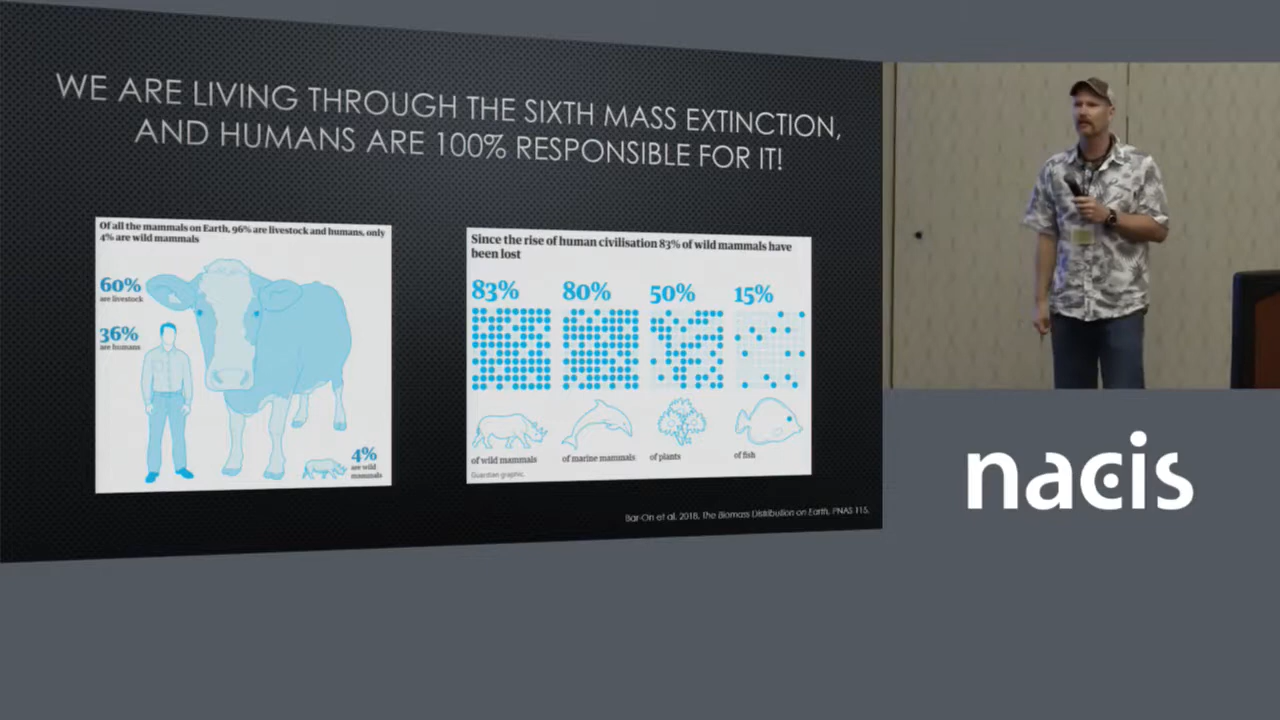 WE ARE LIVING THROUGH THE SIXTH MASS EXTINCTION,
AND HUMANS ARE 100% RESPONSIBLE FOR IT!
Of all the mammals on Earth, 96% are livestock and humans, only
4% are wild mammals
60%
are livestock
36%
are humans
4%
are wild
mammals
Since the rise of human civilisation 83% of wild mammals have
been lost
83% 80% 50% 15%
of wild mammals of marine mammals of plants of fish
Guardian graphic.
Bar-On et al. 2018, The Biomass Distribution on Earth, PNAS 115.
nacis